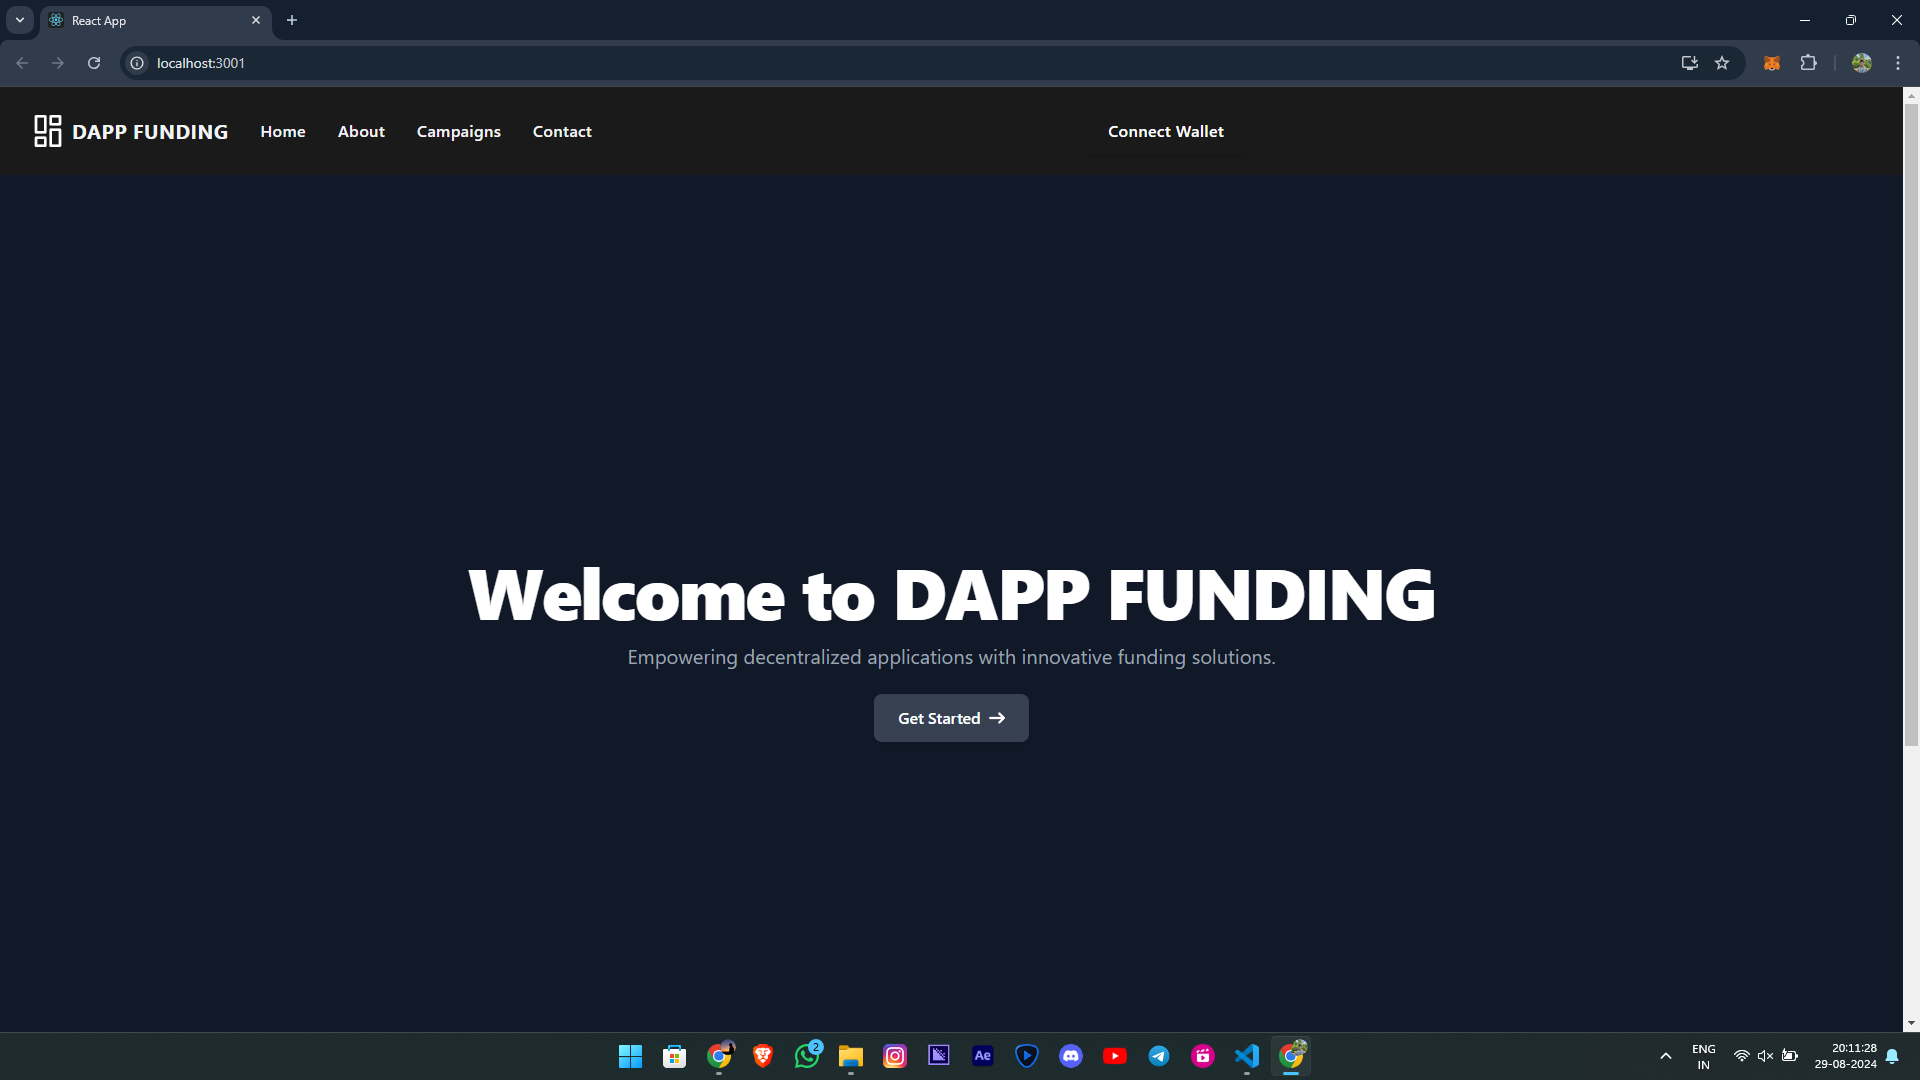 React App
localhost:3001
DAPP FUNDING Home About Campaigns Contact Connect Wallet
Welcome to DAPP FUNDING
Empowering decentralized applications with innovative funding solutions.
Get Started
2
Ae
ENG
IN
20:11:28
29-08-2024